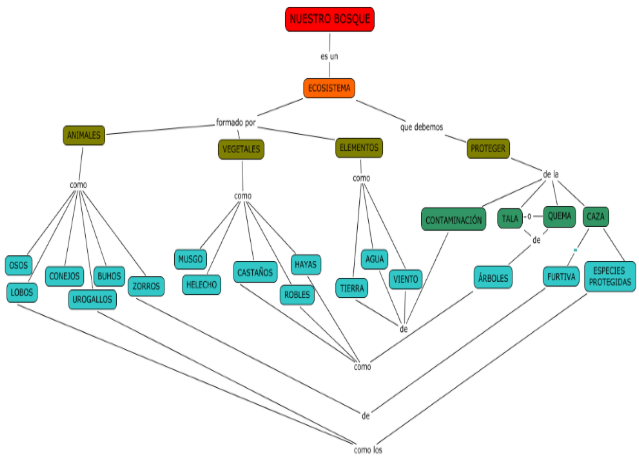 NUESTRO BOSQUE
es un
ECOSISTEMA
formado por
que debemos
ANIMALES
VEGETALES
ELEMENTOS
PROTEGER
de la
como
como
como
CONTAMINACIÓN
TALA
o
QUEMA
CAZA
de
OSOS
LOBOS
CONEJOS
UROGALLOS
BUHOS
ZORROS
MUSGO
HELECHO
CASTAÑOS
HAYAS
ROBLES
TIERRA
AGUA
VIENTO
ÁRBOLES
FURTIVA
ESPECIES
PROTEGIDAS
de
como
de
como los